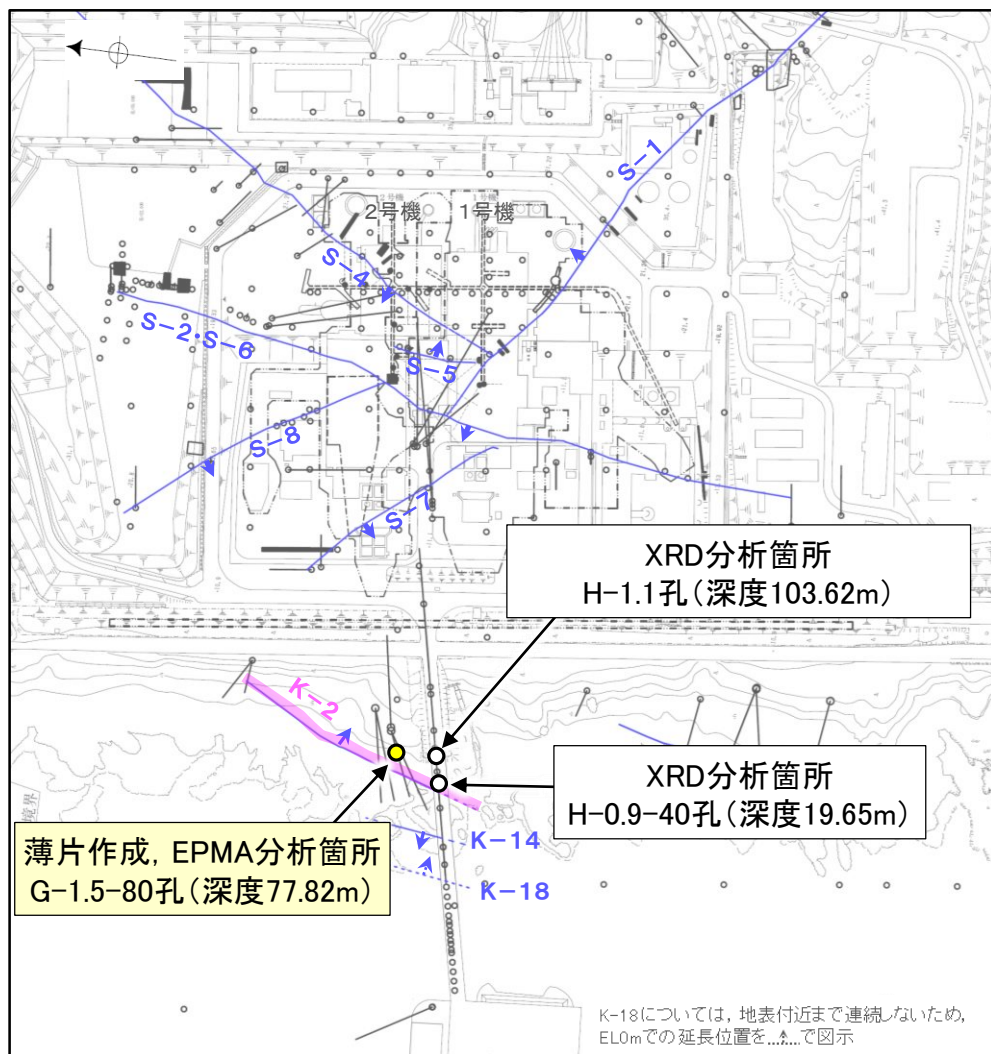 2号機
1号機
S-1
S-4
S-2・S-6
S-5
S-8
S-7
XRD分析箇所
H-1.1孔(深度103.62m)
K-2
XRD分析箇所
H-0.9-40孔(深度19.65m)
薄片作成, EPMA分析箇所
G-1.5-80孔(深度77.82m)
K-14
K-18
K-18については, 地表付近まで連続しないため,
EL0mでの延長位置を で図示